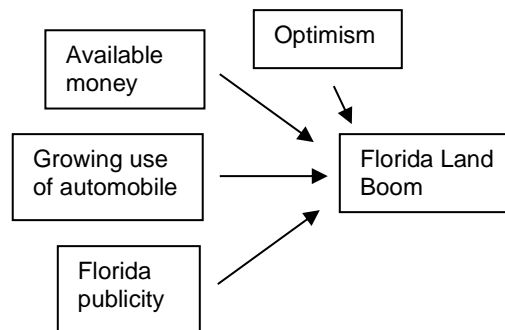 Optimism
Available
money
Growing use
of automobile
Florida Land
Boom
Florida
publicity